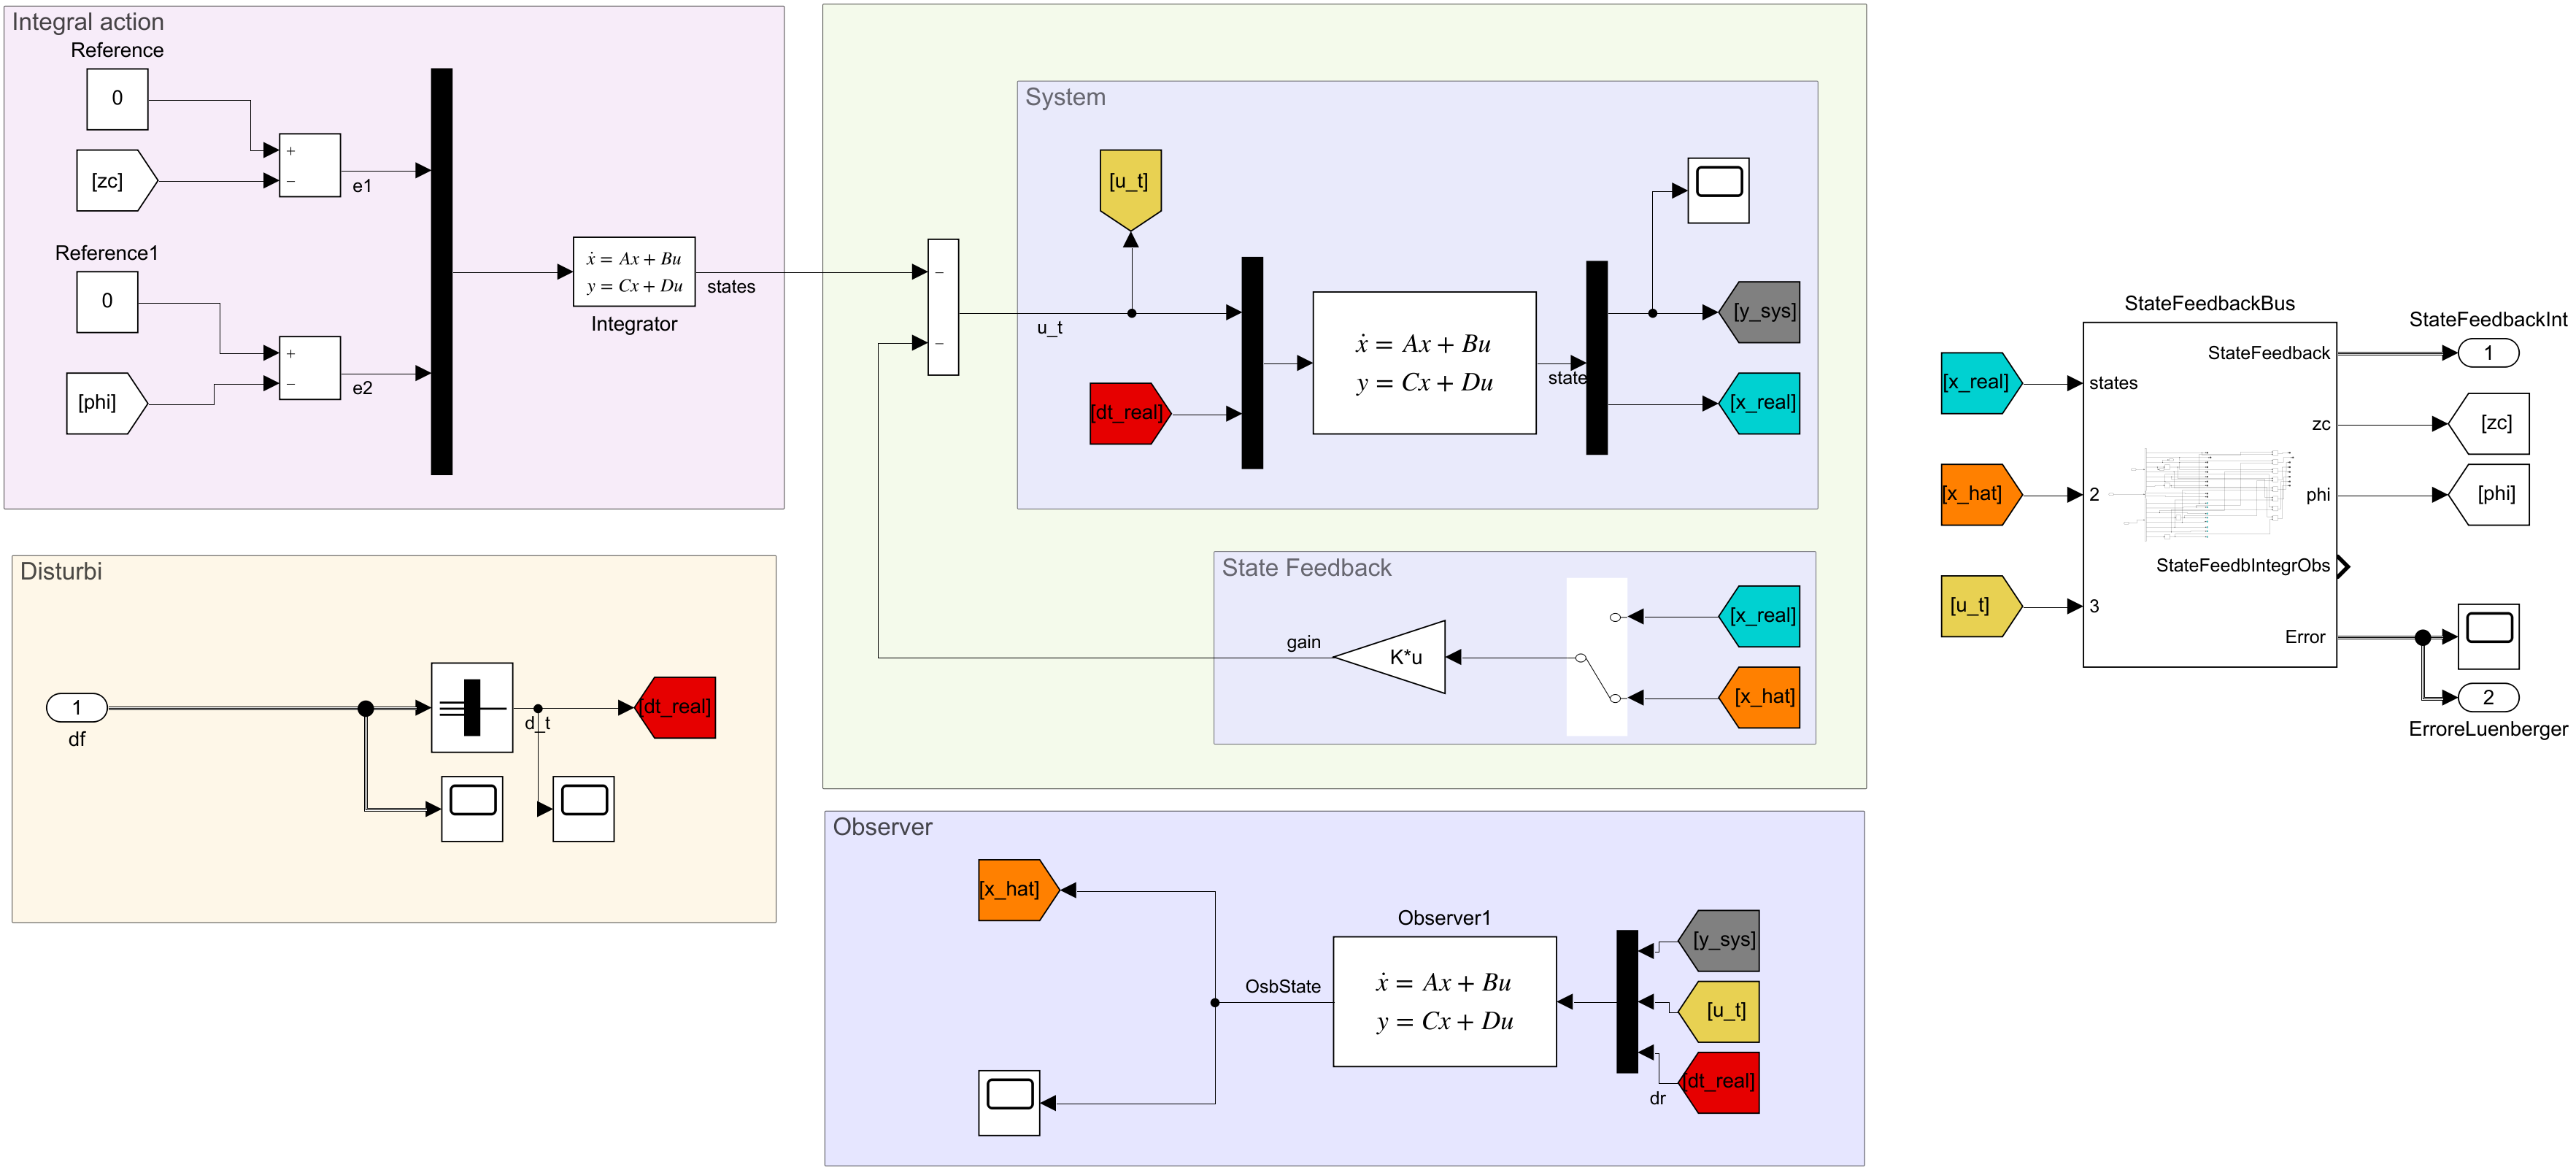 Integral action
Reference
0
+
[zc]
−
e1
Reference1
0
+
[phi]
−
e2
ẋ = Ax + Bu
y = Cx + Du
Integrator
states
Disturbi
1
df
d_t
[dt_real]
System
[u_t]
−
−
u_t
[dt_real]
ẋ = Ax + Bu
y = Cx + Du
state
[y_sys]
[x_real]
State Feedback
gain
K*u
[x_real]
[x_hat]
Observer
[x_hat]
OsbState
Observer1
ẋ = Ax + Bu
y = Cx + Du
[y_sys]
[u_t]
[dt_real]
dr
StateFeedbackBus
[x_real]
states
[x_hat]
2
[u_t]
3
StateFeedback
zc
phi
StateFeedbIntegrObs
Error
StateFeedbackInt
1
[zc]
[phi]
2
ErroreLuenberger